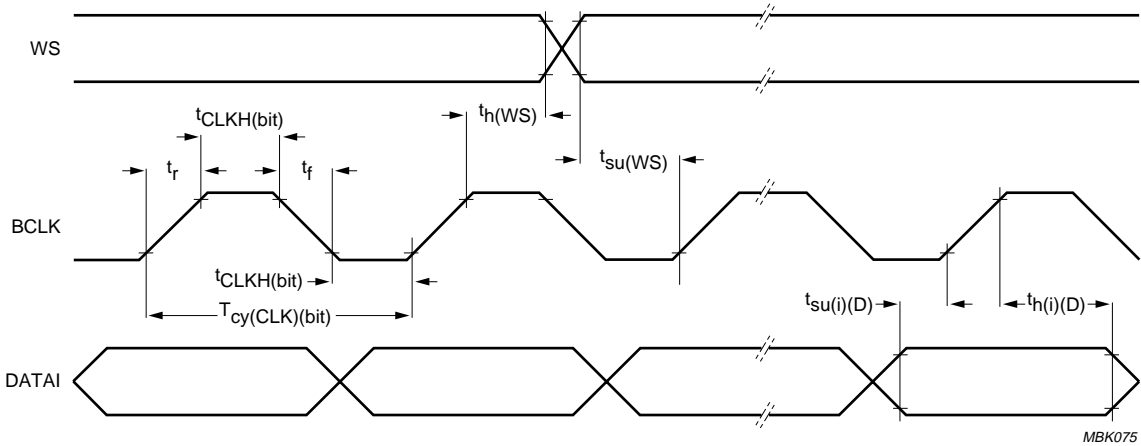 WS
tCLKH(bit)
th(WS)
tr
tf
tsu(WS)
BCLK
tCLKH(bit)
Tcy(CLK)(bit)
tsu(i)(D)
th(i)(D)
DATAI
MBK075